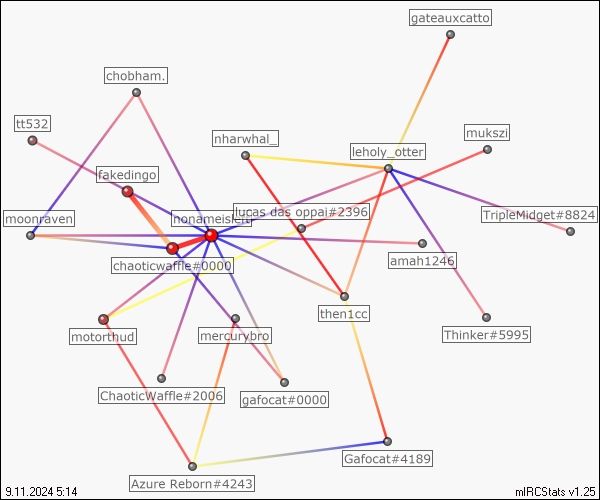 gateauxcatto
chobham.
tt532
nharwhal_
mukszi
leholy_otter
fakedingo
moonraven
lucas das oppai#2396
TripleMidget#8824
chaoticwaffle#0000
amah1246
then1cc
motorthud
mercurybro
Thinker#5995
ChaoticWaffle#2006
gafocat#0000
Gafocat#4189
Azure Reborn#4243
9.11.2024 5:14
mIRCStats v1.25